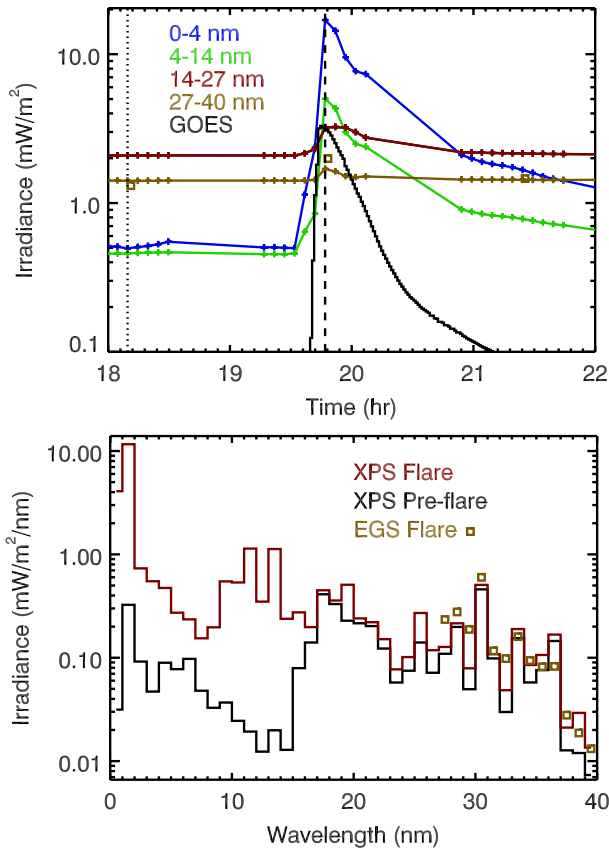 0-4 nm
4-14 nm
14-27 nm
27-40 nm
GOES
10.0
1.0
0.1
Irradiance (mW/m²)
18 19 20 21 22
Time (hr)
XPS Flare
XPS Pre-flare
EGS Flare
10.00
1.00
0.10
0.01
Irradiance (mW/m²/nm)
0 10 20 30 40
Wavelength (nm)